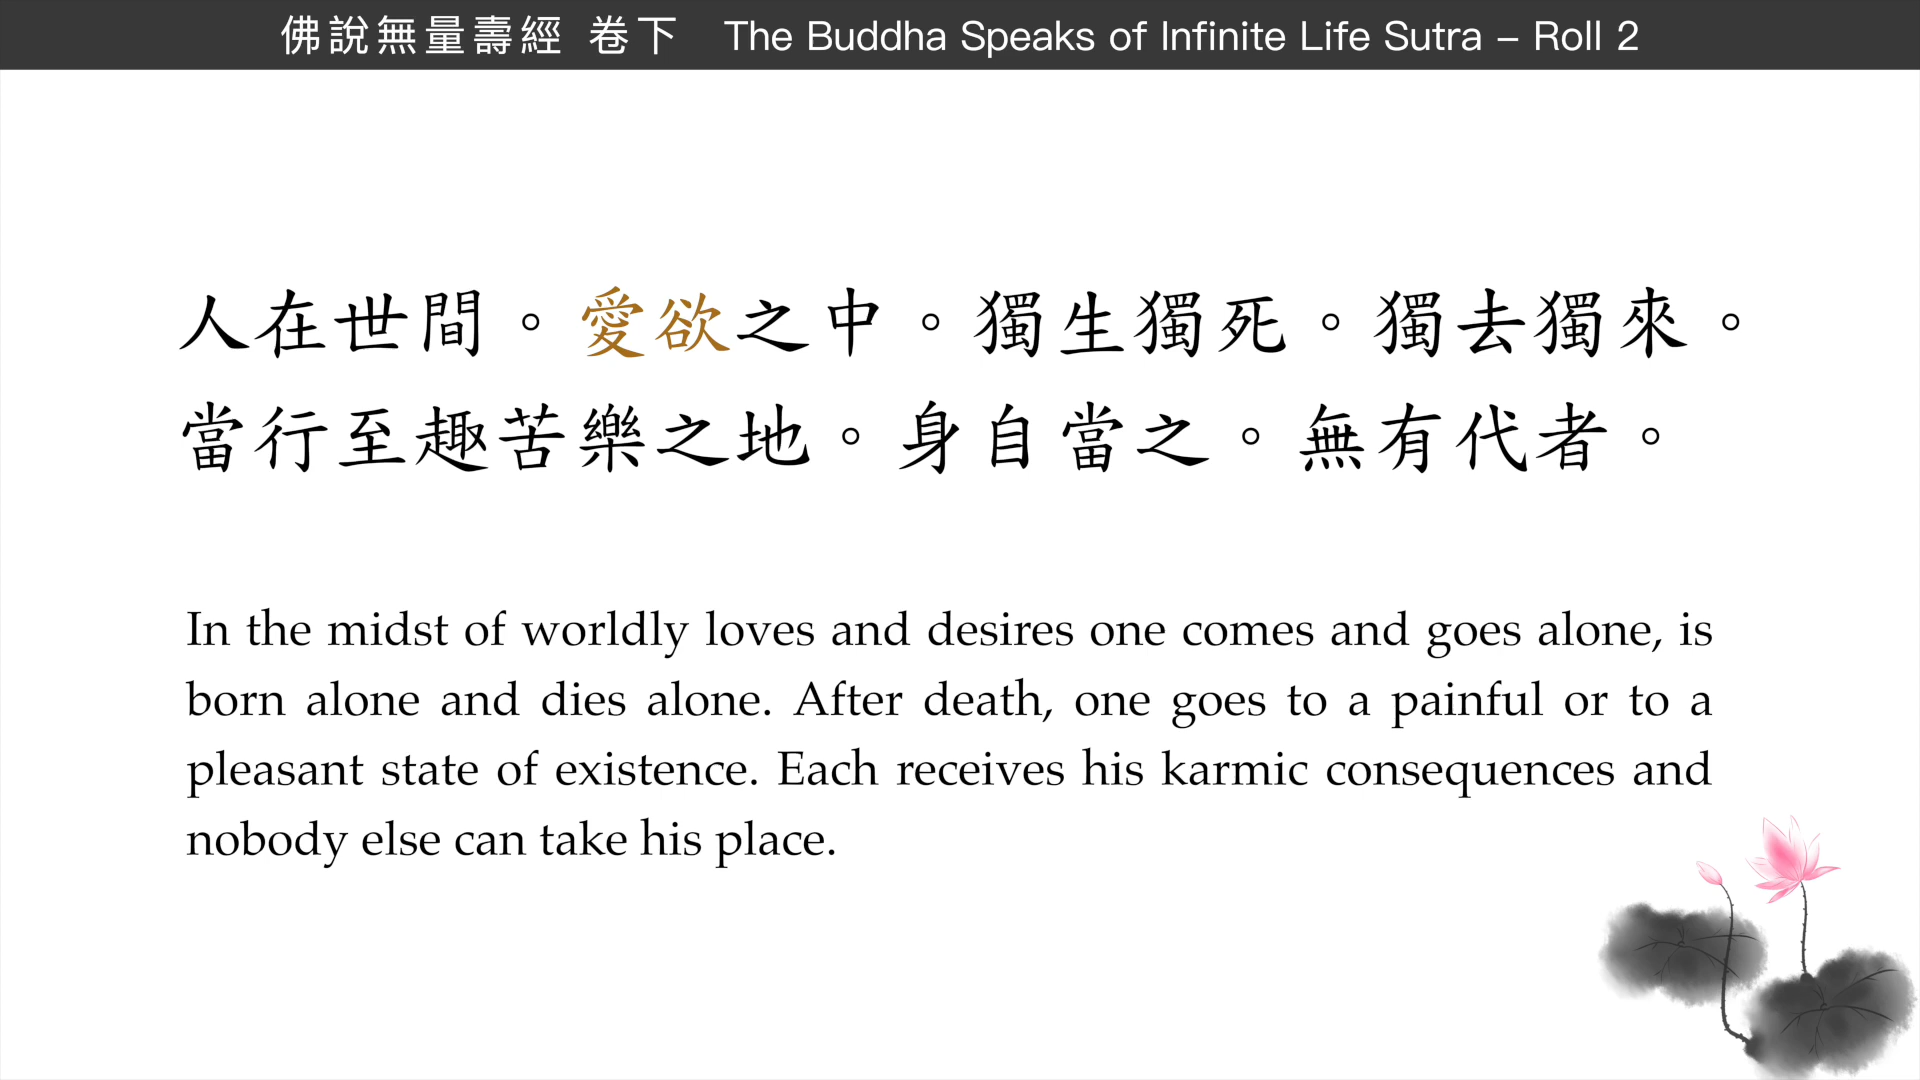 佛說無量壽經 卷下 The Buddha Speaks of Infinite Life Sutra – Roll 2
人在世間。愛欲之中。獨生獨死。獨去獨來。
當行至趣苦樂之地。身自當之。無有代者。
In the midst of worldly loves and desires one comes and goes alone, is
born alone and dies alone. After death, one goes to a painful or to a
pleasant state of existence. Each receives his karmic consequences and
nobody else can take his place.